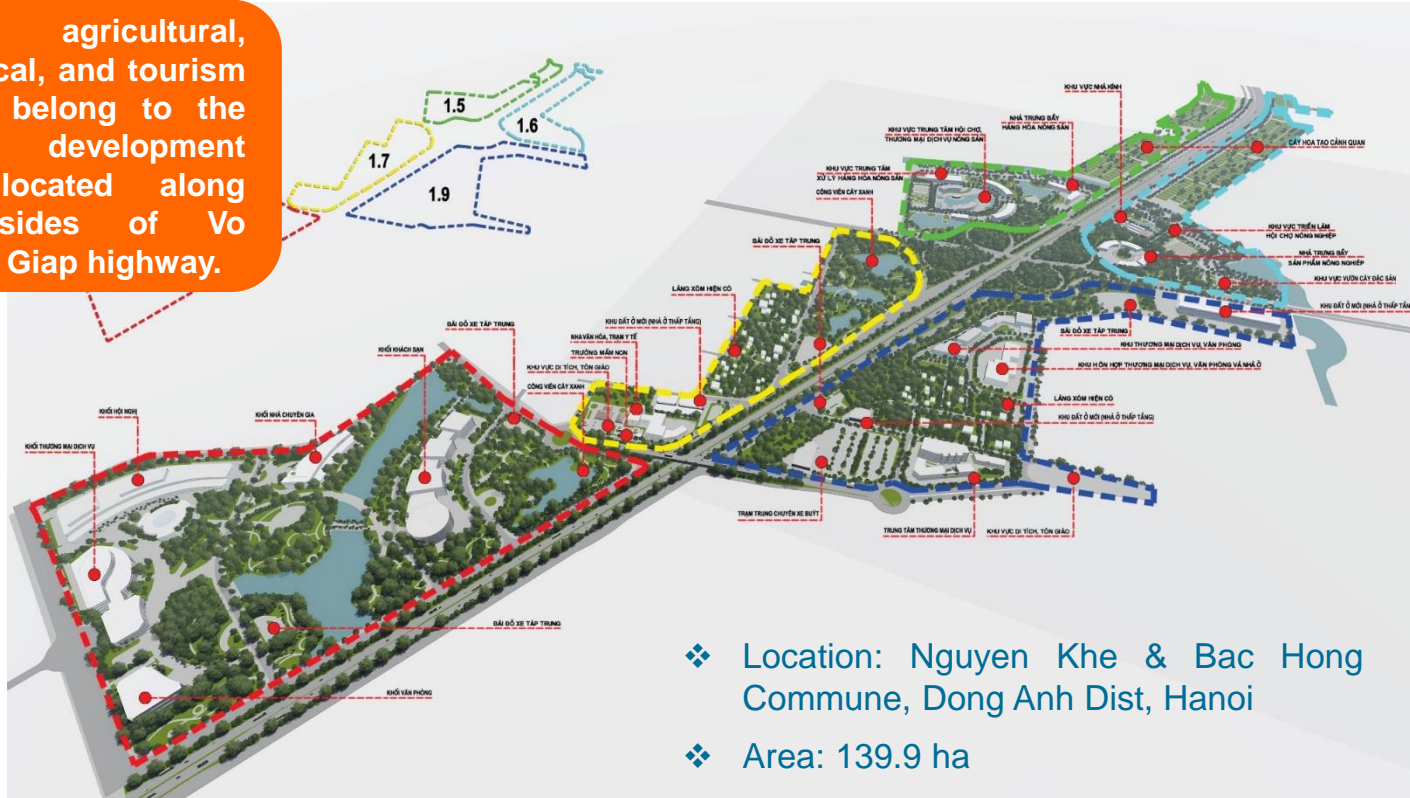 agricultural,
cal, and tourism
belong to the
development
located along
sides of Vo
Giap highway.
1.5
1.6
1.7
1.9
KHU VỰC NHÀ KÍNH
NHÀ TRƯNG BẦY
HÀNG HÓA NÔNG SẢN
KHU VỰC TRUNG TÂM HỘI CHỢ,
THƯƠNG MẠI DỊCH VỤ NÔNG SẢN
CÂY HOA TẠO CẢNH QUAN
KHU VỰC TRUNG TÂM
XỬ LÝ HÀNG HÓA NÔNG SẢN
CÔNG VIÊN CÂY XANH
BÃI ĐỖ XE TẬP TRUNG
KHU VỰC TRIỂN LÃM
HỘI CHỢ NÔNG NGHIỆP
NHÀ TRƯNG BẦY
SẢN PHẨM NÔNG NGHIỆP
KHU VỰC VƯỜN CÂY ĐẶC SẢN
LÀNG XÓM HIỆN CÓ
KHU ĐẤT Ở MỚI (NHÀ Ở THẤP TẦNG)
KHU ĐẤT Ở MỚI (NHÀ Ở THẤP TẦN
BÃI ĐỖ XE TẬP TRUNG
NHÀ VĂN HÓA, TRẠM Y TẾ
BÃI ĐỖ XE TẬP TRUNG
KHU THƯƠNG MẠI DỊCH VỤ, VĂN PHÒNG
KHỐI KHÁCH SẠN
TRƯỜNG MẦM NON
KHU VỰC DI TÍCH, TÔN GIÁO
KHU HỖN HỢP THƯƠNG MẠI DỊCH VỤ, VĂN PHÒNG VÀ NHÀ Ở
CÔNG VIÊN CÂY XANH
LÀNG XÓM HIỆN CÓ
KHỐI HỘI NGHỊ
KHU ĐẤT Ở MỚI (NHÀ Ở THẤP TẦNG)
KHỐI NHÀ CHUYÊN GIA
KHỐI THƯƠNG MẠI DỊCH VỤ
TRẠM TRUNG CHUYỂN XE BUÝT
TRUNG TÂM THƯƠNG MẠI DỊCH VỤ
KHU VỰC DI TÍCH, TÔN GIÁO
BÃI ĐỖ XE TẬP TRUNG
KHỐI VĂN PHÒNG
❖ Location: Nguyen Khe & Bac Hong
Commune, Dong Anh Dist, Hanoi
❖ Area: 139.9 ha